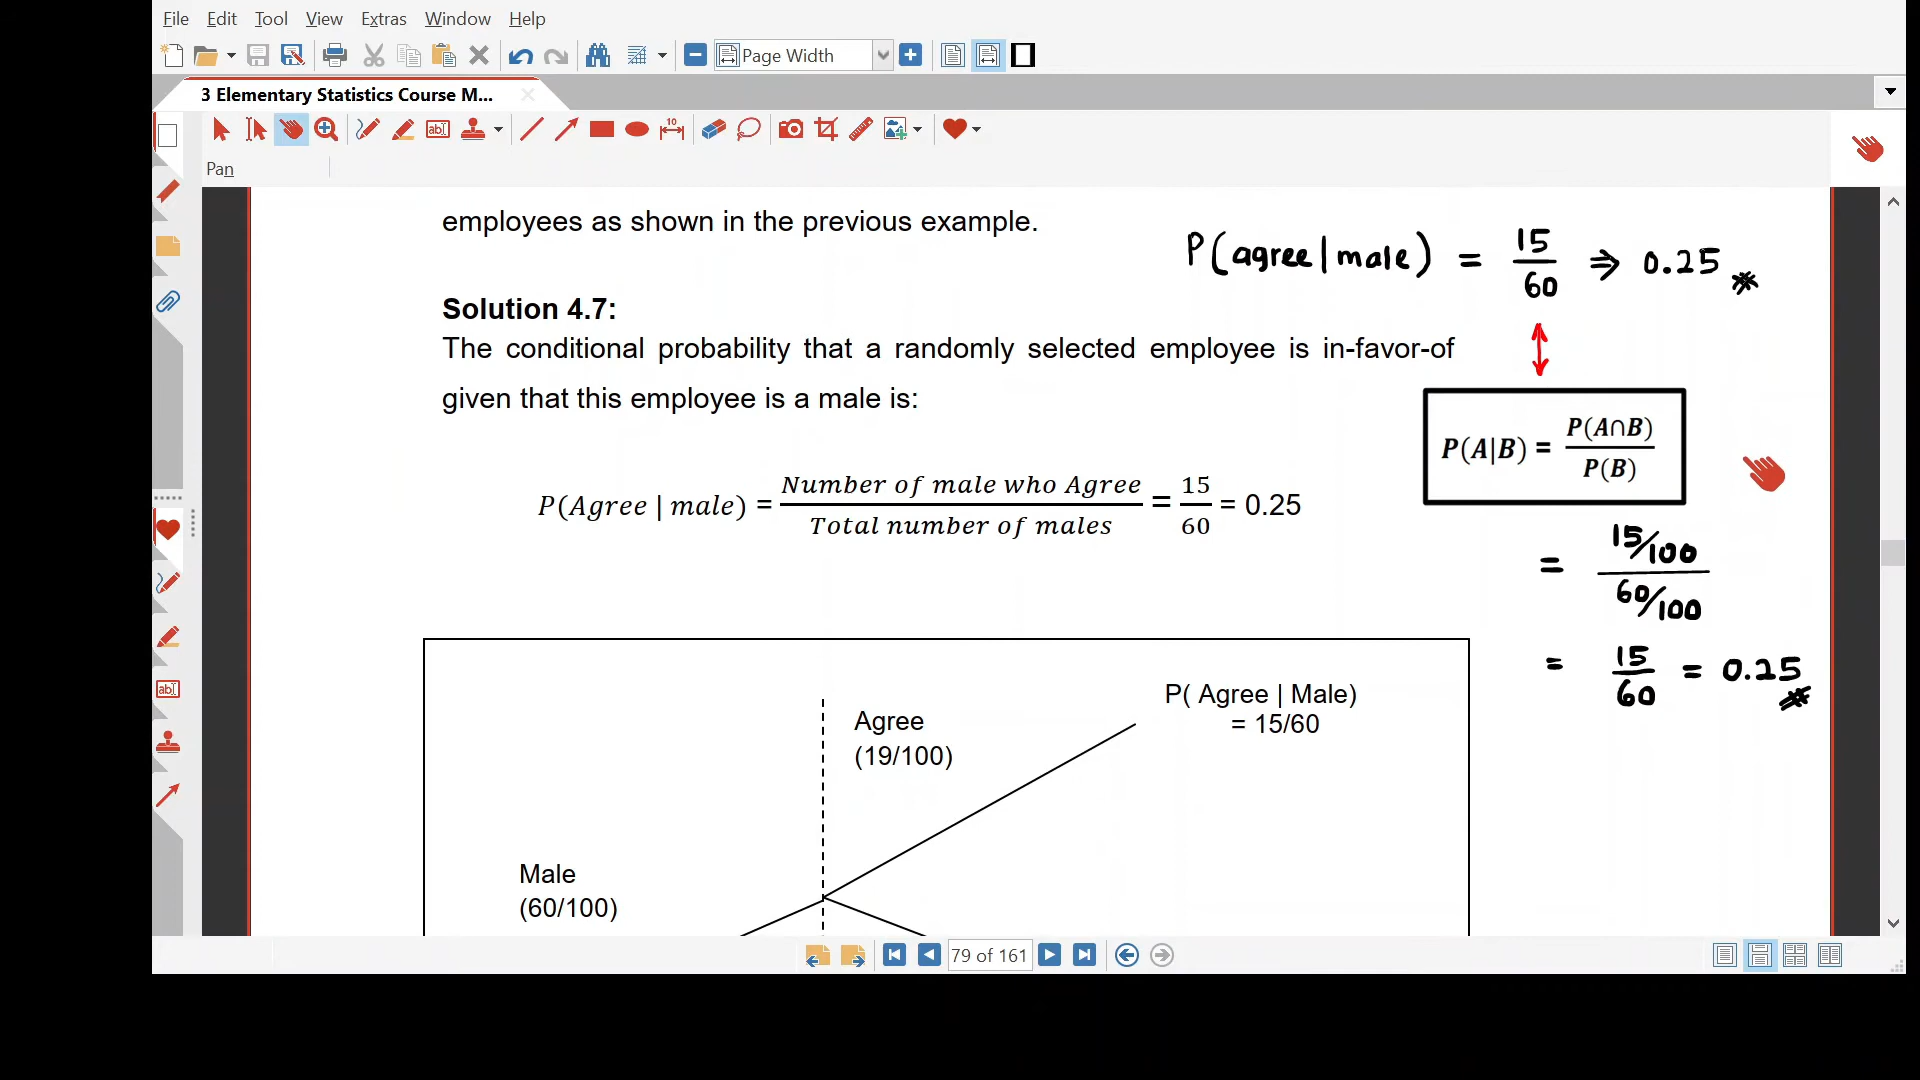 File Edit Tool View Extras Window Help
Page Width
3 Elementary Statistics Course M...
Pan
employees as shown in the previous example.
P(agree|male) = 15/60 ⇒ 0.25
Solution 4.7:
The conditional probability that a randomly selected employee is in-favor-of
given that this employee is a male is:
P(A|B) = P(A∩B)/P(B)
P(Agree | male) = Number of male who Agree/Total number of males = 15/60 = 0.25
= 15/100 / 60/100
= 15/60 = 0.25
P( Agree | Male)
= 15/60
Agree
(19/100)
Male
(60/100)
79 of 161